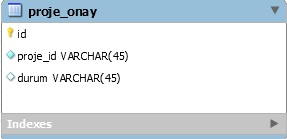 proje_onay
id
proje_id VARCHAR(45)
durum VARCHAR(45)
Indexes